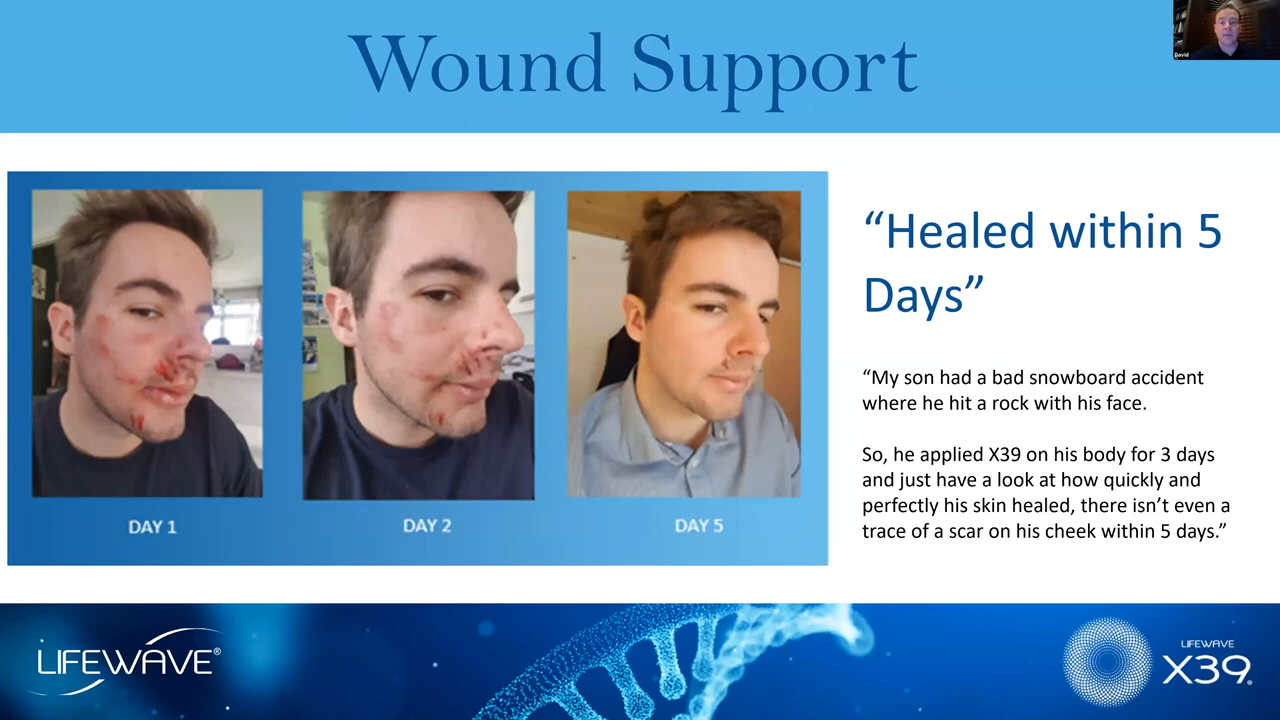 Wound Support
David
DAY 1
DAY 2
DAY 5
“Healed within 5
Days”
“My son had a bad snowboard accident
where he hit a rock with his face.
So, he applied X39 on his body for 3 days
and just have a look at how quickly and
perfectly his skin healed, there isn’t even a
trace of a scar on his cheek within 5 days.”
LIFEWAVE®
LIFEWAVE
X39®